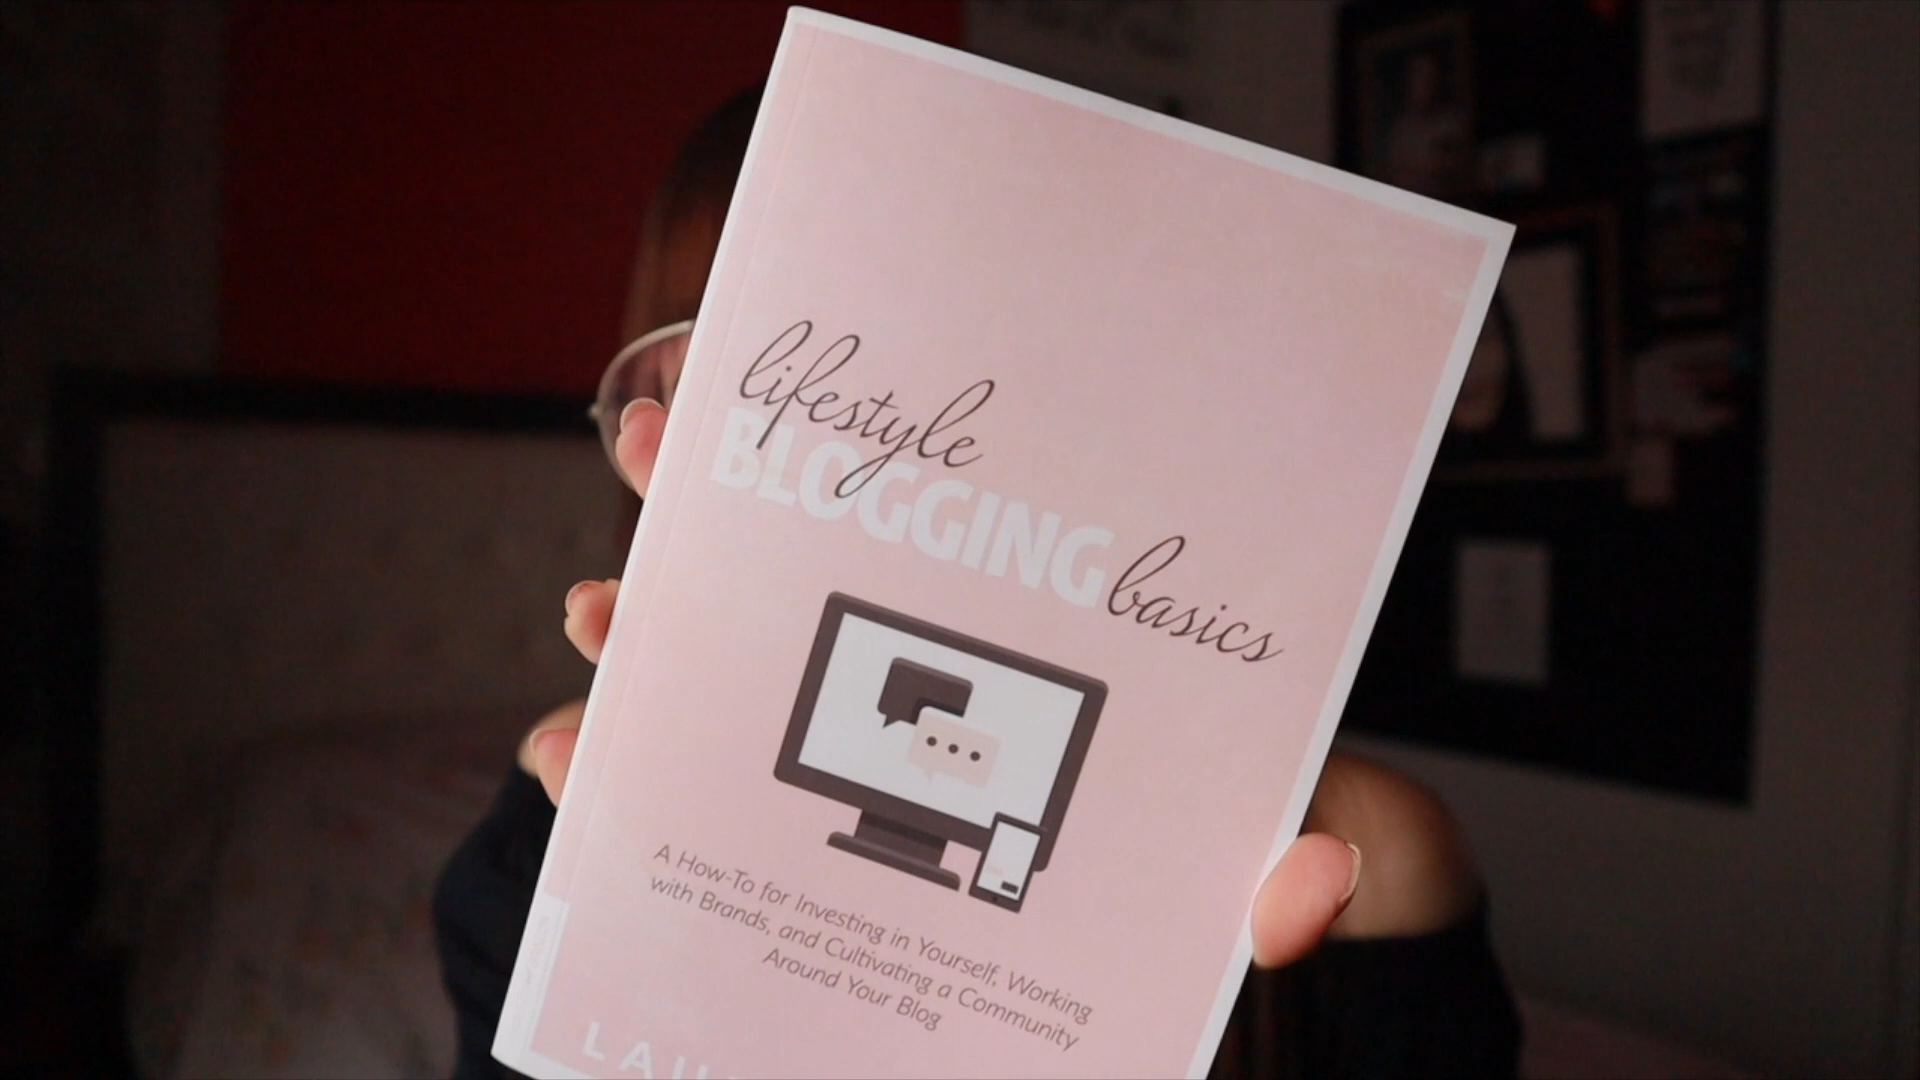 lifestyle
BLOGGING basics
A How-To for Investing in Yourself, Working
with Brands, and Cultivating a Community
Around Your Blog